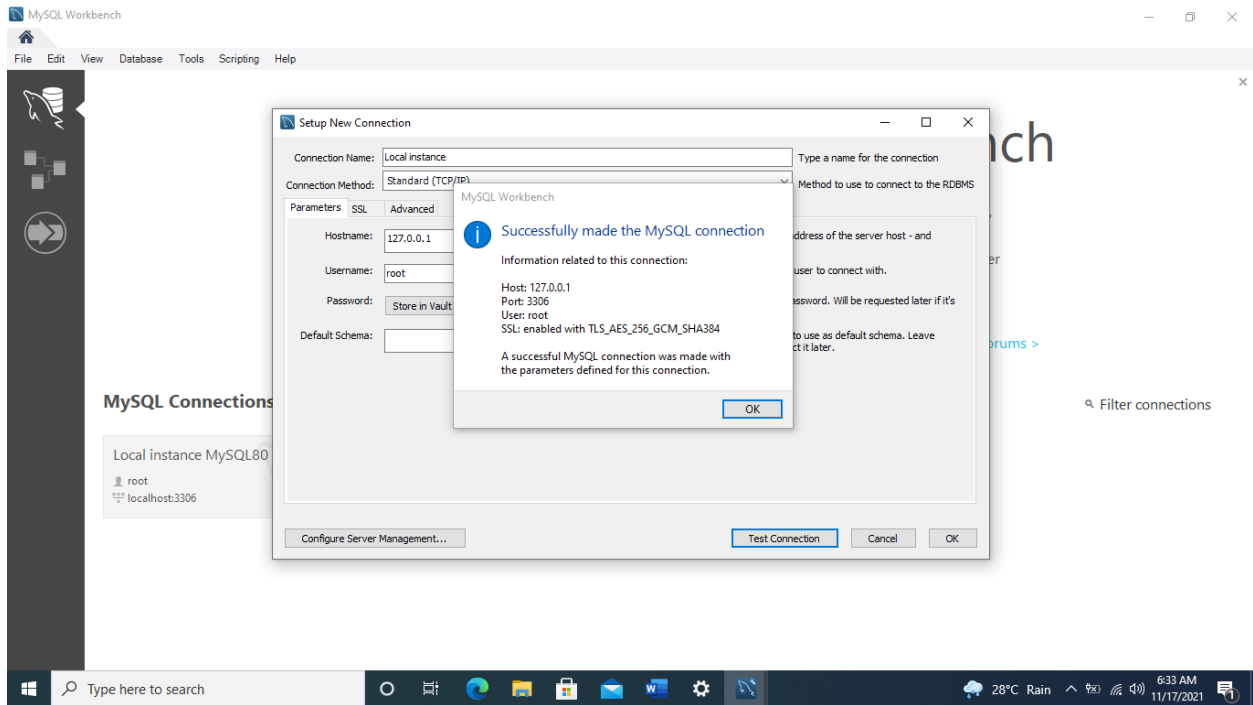 MySQL Workbench
File Edit View Database Tools Scripting Help
nch
Setup New Connection
Connection Name: Local instance Type a name for the connection
Connection Method: Standard (TCP/IP) Method to use to connect to the RDBMS
Parameters SSL Advanced
MySQL Workbench
Hostname: 127.0.0.1 address of the server host - and
Username: root user to connect with.
er
Password: Store in Vault password. Will be requested later if it's
Default Schema: to use as default schema. Leave
ct it later.
orums >
Successfully made the MySQL connection
Information related to this connection:
Host: 127.0.0.1
Port: 3306
User: root
SSL: enabled with TLS_AES_256_GCM_SHA384
A successful MySQL connection was made with
the parameters defined for this connection.
OK
MySQL Connections
Filter connections
Local instance MySQL80
root
localhost:3306
Configure Server Management... Test Connection Cancel OK
Type here to search
28°C Rain
6:33 AM
11/17/2021
1